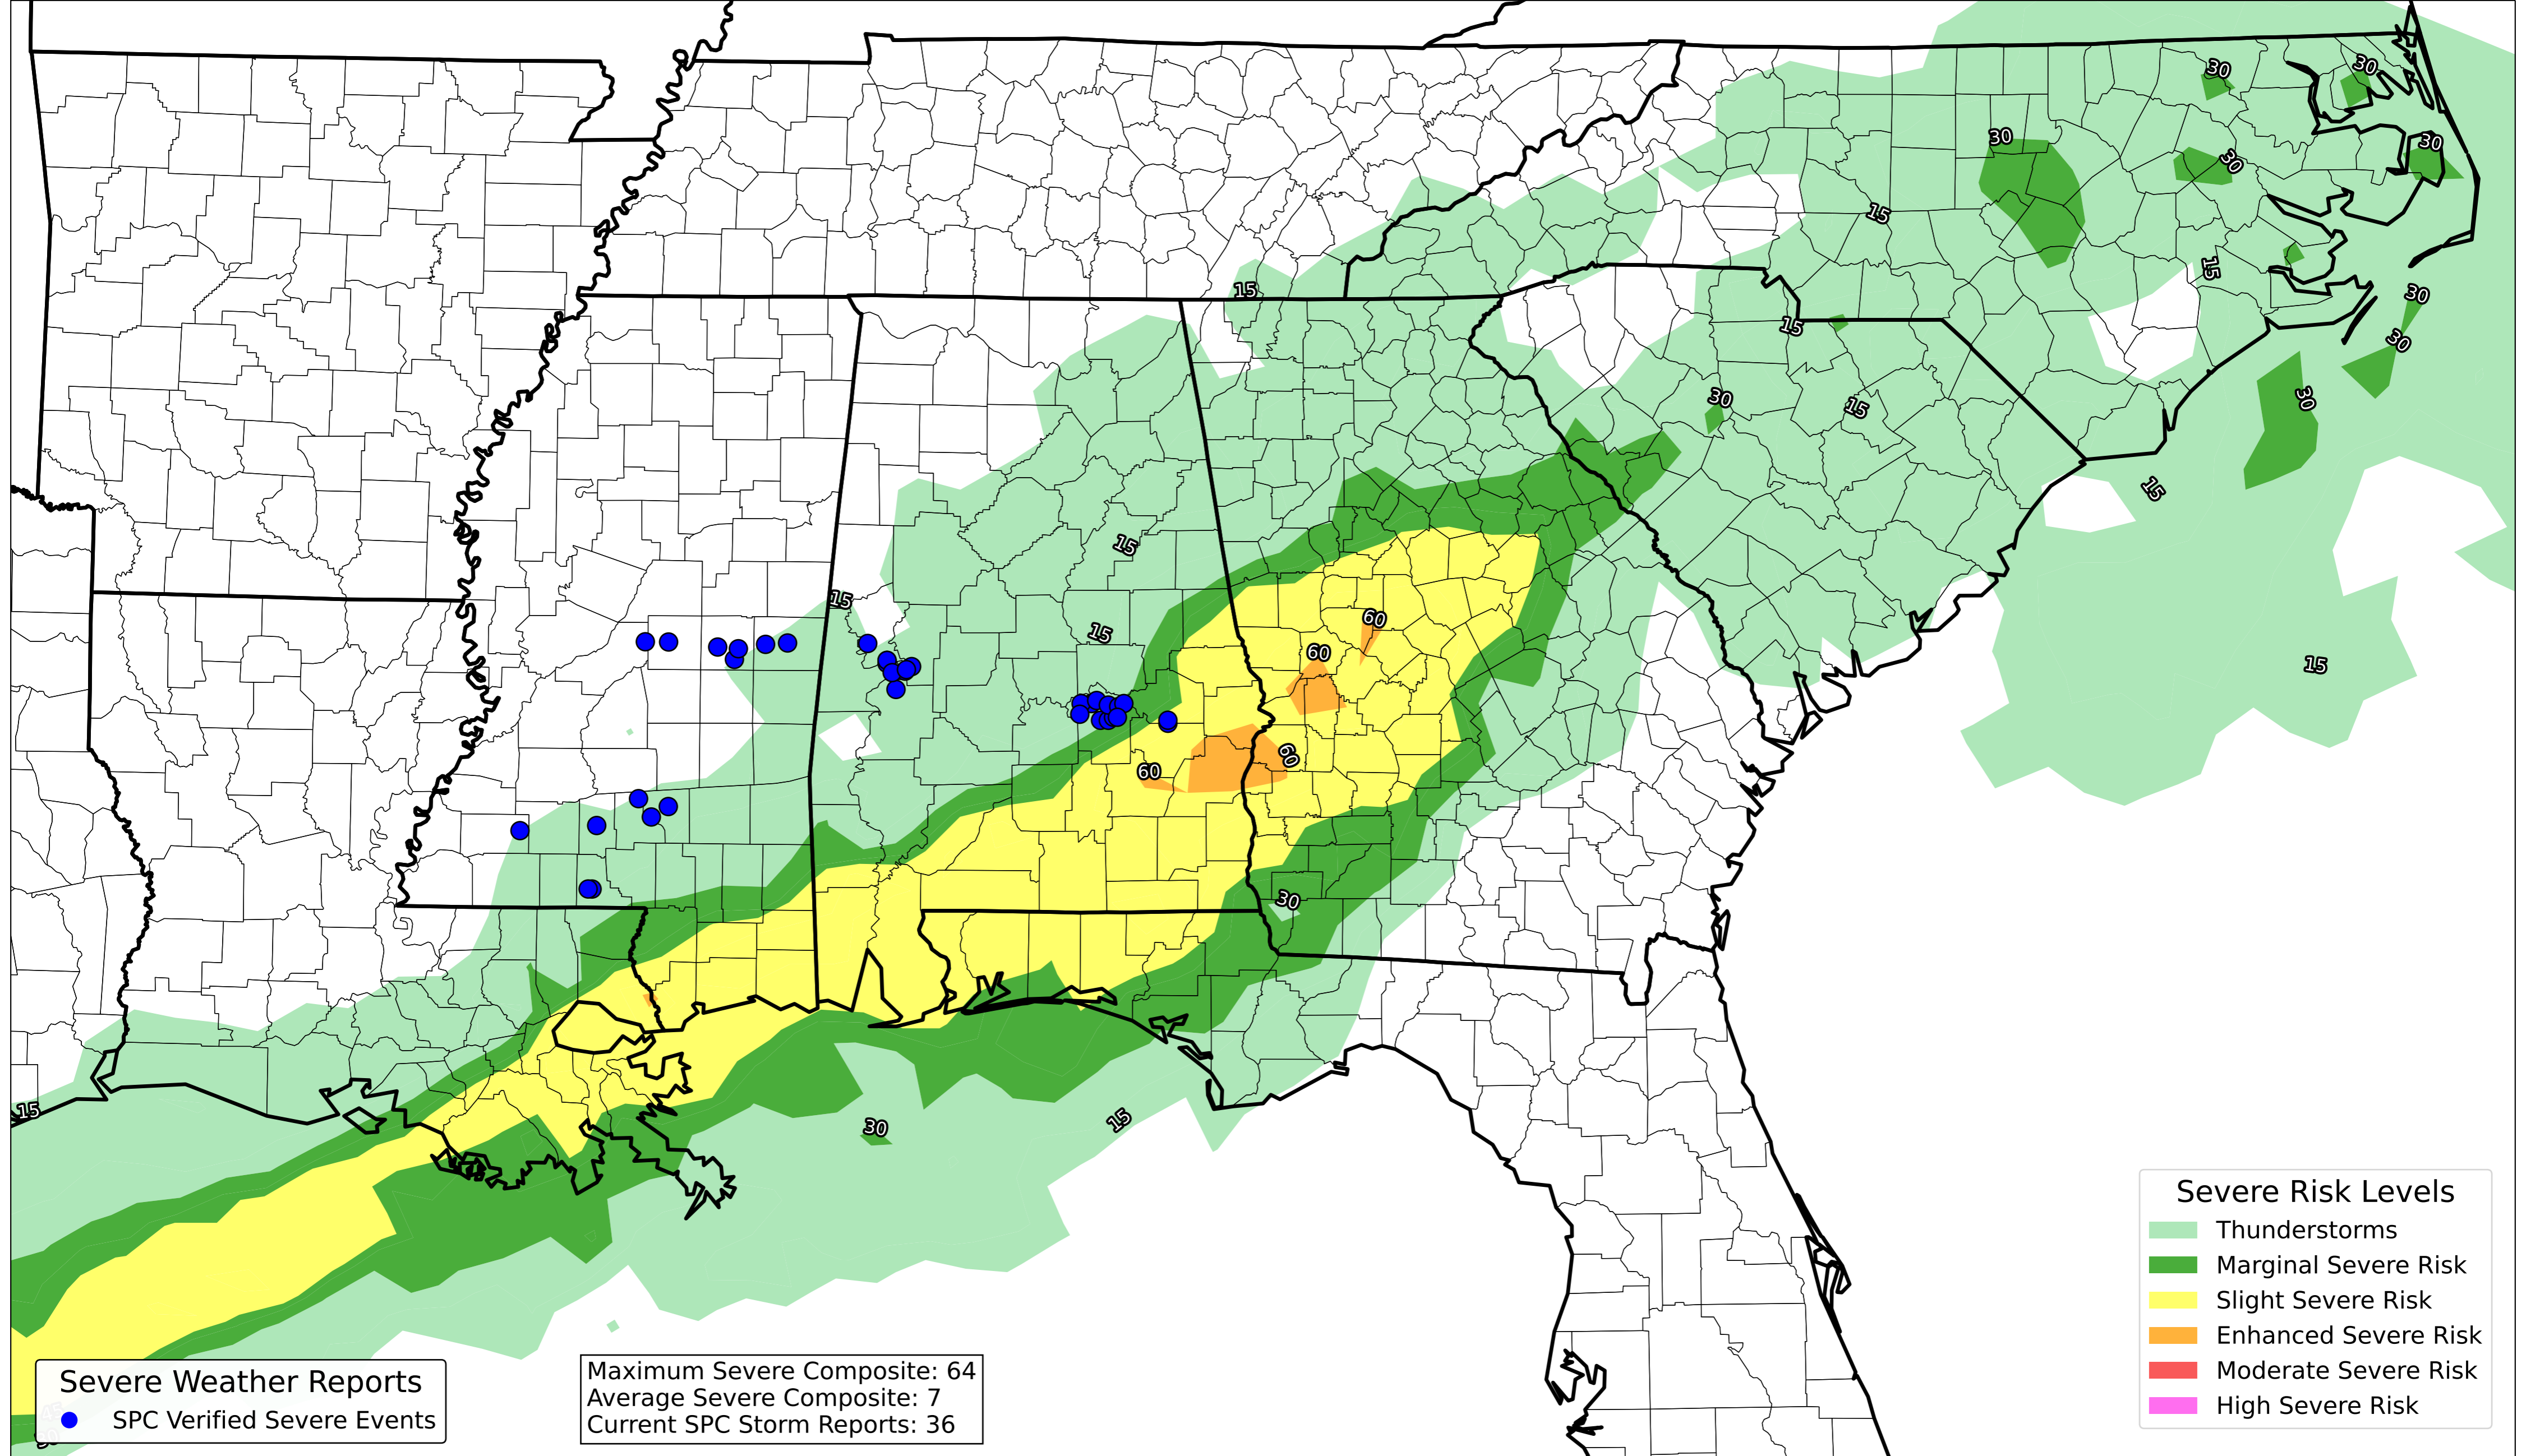 30
30
30
30
30
15
15
15
30
15
30
30
15
30
15
15
15
15
15
60
60
15
60
60
30
15
15
30
Severe Weather Reports
SPC Verified Severe Events
Maximum Severe Composite: 64
Average Severe Composite: 7
Current SPC Storm Reports: 36
Severe Risk Levels
Thunderstorms
Marginal Severe Risk
Slight Severe Risk
Enhanced Severe Risk
Moderate Severe Risk
High Severe Risk